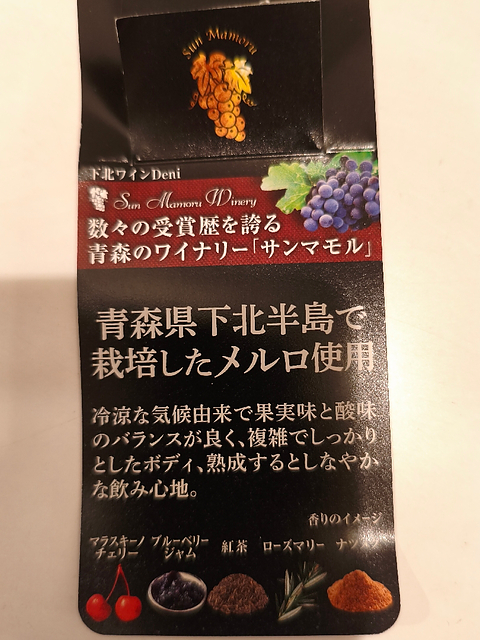 Sun Mamoru
下北ワインDeni
Sun Mamoru Winery
数々の受賞歴を誇る
青森のワイナリー「サンマモル」
青森県下北半島で
栽培したメルロ使用
冷涼な気候由来で果実味と酸味
のバランスが良く、複雑でしっかり
としたボディ、熟成するとしなやか
な飲み心地。
香りのイメージ
マラスキーノ ブルーベリー 紅茶 ローズマリー
チェリー ジャム